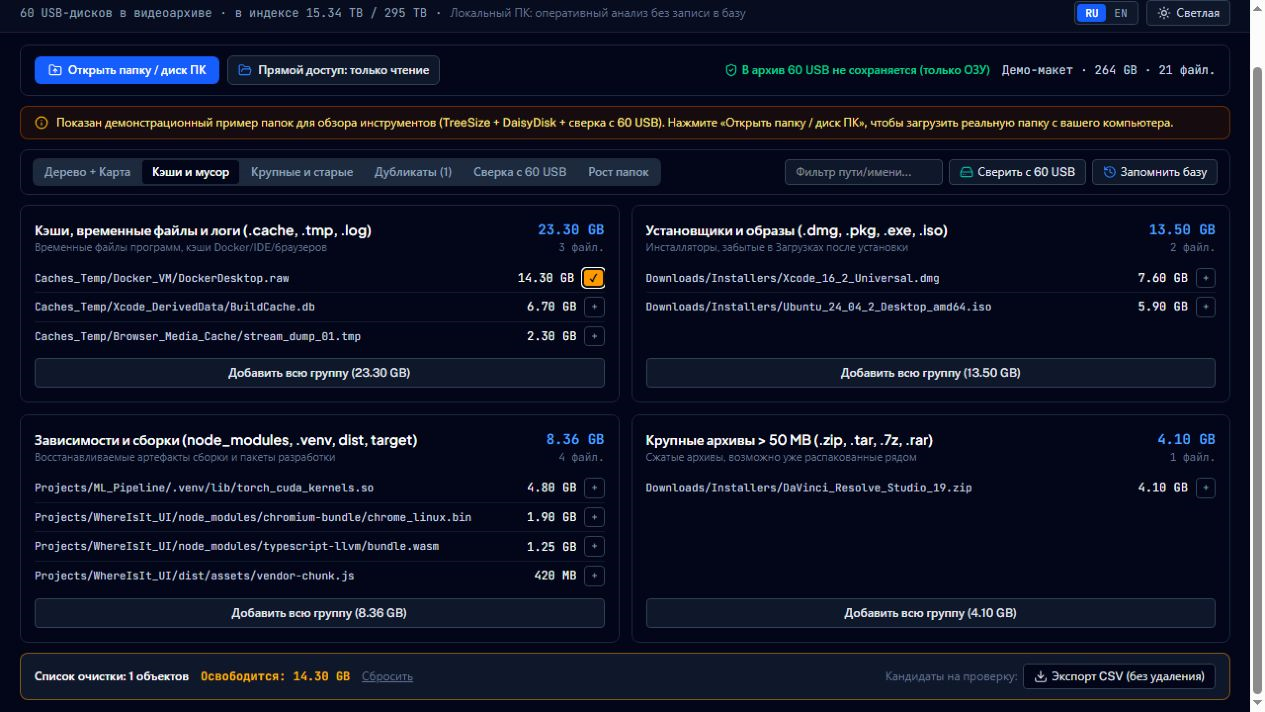 60 USB-дисков в видеоархиве · в индексе 15.34 TB / 295 TB · Локальный ПК: оперативный анализ без записи в базу
RU EN Светлая
Открыть папку / диск ПК Прямой доступ: только чтение В архив 60 USB не сохраняется (только ОЗУ) Демо-макет · 264 GB · 21 файл.
Показан демонстрационный пример папок для обзора инструментов (TreeSize + DaisyDisk + сверка с 60 USB). Нажмите «Открыть папку / диск ПК», чтобы загрузить реальную папку с вашего компьютера.
Дерево + Карта Кэши и мусор Крупные и старые Дубликаты (1) Сверка с 60 USB Рост папок Фильтр пути/имени... Сверить с 60 USB Запомнить базу
Кэши, временные файлы и логи (.cache, .tmp, .log) 23.30 GB
Временные файлы программ, кэши Docker/IDE/браузеров 3 файл.
Caches_Temp/Docker_VM/DockerDesktop.raw 14.30 GB ✓
Caches_Temp/Xcode_DerivedData/BuildCache.db 6.70 GB +
Caches_Temp/Browser_Media_Cache/stream_dump_01.tmp 2.30 GB +
Добавить всю группу (23.30 GB)
Установщики и образы (.dmg, .pkg, .exe, .iso) 13.50 GB
Инсталляторы, забытые в Загрузках после установки 2 файл.
Downloads/Installers/Xcode_16_2_Universal.dmg 7.60 GB +
Downloads/Installers/Ubuntu_24_04_2_Desktop_amd64.iso 5.90 GB +
Добавить всю группу (13.50 GB)
Зависимости и сборки (node_modules, .venv, dist, target) 8.36 GB
Восстанавливаемые артефакты сборки и пакеты разработки 4 файл.
Projects/ML_Pipeline/.venv/lib/torch_cuda_kernels.so 4.80 GB +
Projects/WhereIsIt_UI/node_modules/chromium-bundle/chrome_linux.bin 1.90 GB +
Projects/WhereIsIt_UI/node_modules/typescript-llvm/bundle.wasm 1.25 GB +
Projects/WhereIsIt_UI/dist/assets/vendor-chunk.js 420 MB +
Добавить всю группу (8.36 GB)
Крупные архивы > 50 MB (.zip, .tar, .7z, .rar) 4.10 GB
Сжатые архивы, возможно уже распакованные рядом 1 файл.
Downloads/Installers/DaVinci_Resolve_Studio_19.zip 4.10 GB +
Добавить всю группу (4.10 GB)
Список очистки: 1 объектов Освободится: 14.30 GB Сбросить Кандидаты на проверку: Экспорт CSV (без удаления)